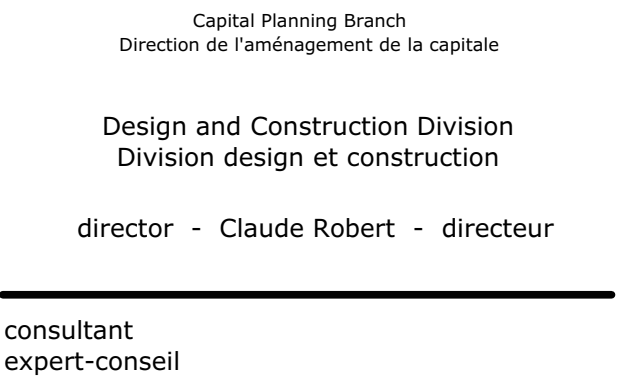 Capital Planning Branch
Direction de l'aménagement de la capitale
Design and Construction Division
Division design et construction
director - Claude Robert - directeur
consultant
expert-conseil